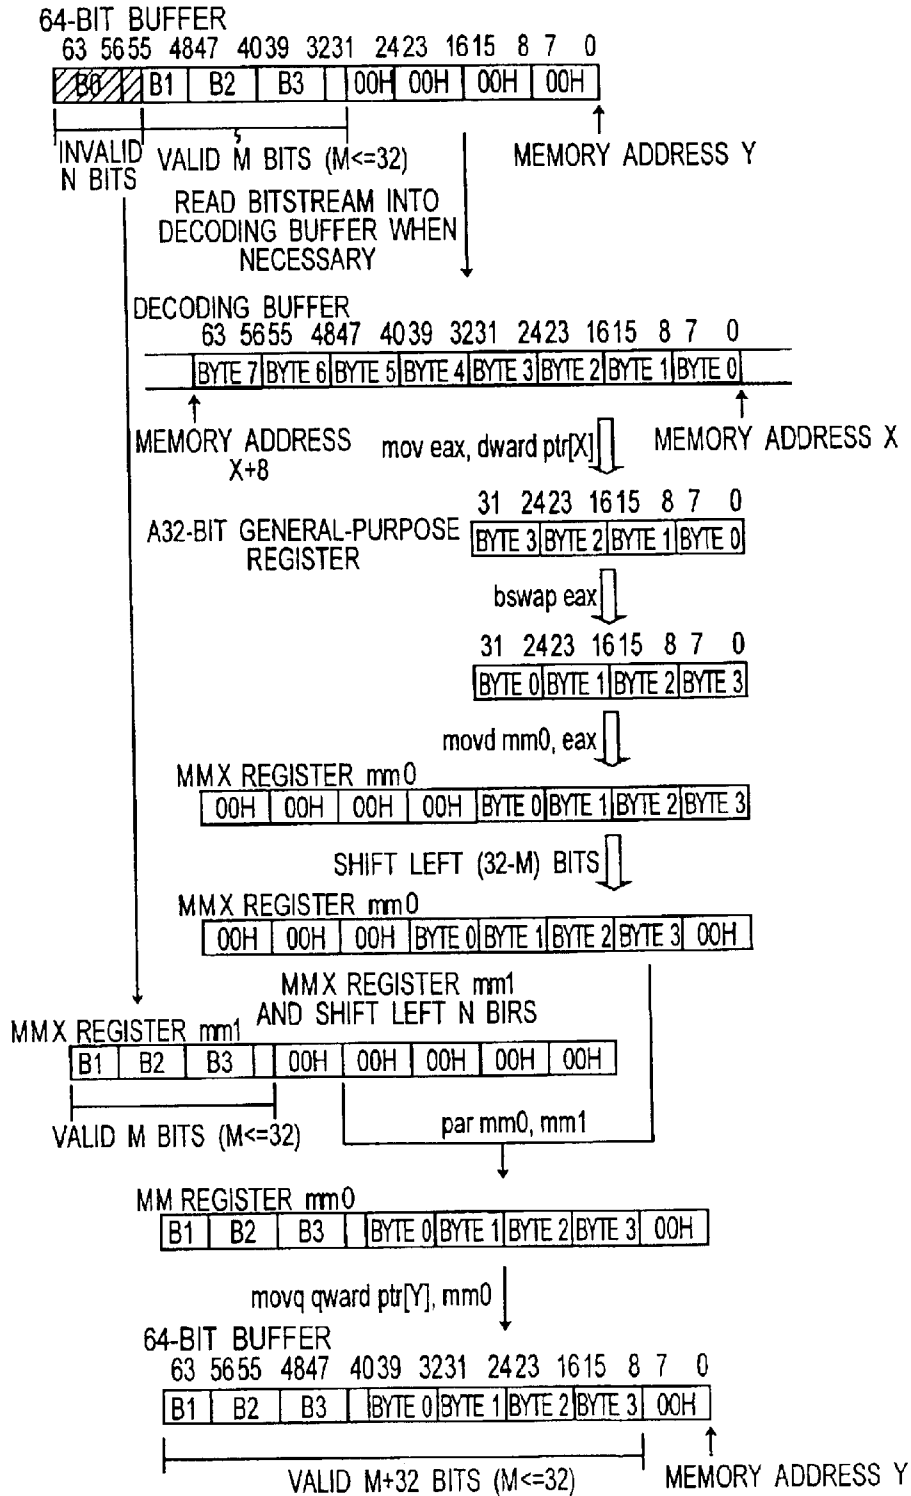 64-BIT BUFFER
63 5655 4847 4039 3231 2423 1615 8 7 0
B0 B1 B2 B3 00H 00H 00H 00H
INVALID N BITS
VALID M BITS (M<=32)
MEMORY ADDRESS Y
READ BITSTREAM INTO
DECODING BUFFER WHEN
NECESSARY
DECODING BUFFER
63 5655 4847 4039 3231 2423 1615 8 7 0
BYTE 7 BYTE 6 BYTE 5 BYTE 4 BYTE 3 BYTE 2 BYTE 1 BYTE 0
MEMORY ADDRESS
X+8
mov eax, dward ptr[X]
MEMORY ADDRESS X
31 2423 1615 8 7 0
A32-BIT GENERAL-PURPOSE
REGISTER
BYTE 3 BYTE 2 BYTE 1 BYTE 0
bswap eax
31 2423 1615 8 7 0
BYTE 0 BYTE 1 BYTE 2 BYTE 3
movd mm0, eax
MMX REGISTER mm0
00H 00H 00H 00H BYTE 0 BYTE 1 BYTE 2 BYTE 3
SHIFT LEFT (32-M) BITS
MMX REGISTER mm0
00H 00H 00H BYTE 0 BYTE 1 BYTE 2 BYTE 3 00H
MMX REGISTER mm1
AND SHIFT LEFT N BIRS
MMX REGISTER mm1
B1 B2 B3 00H 00H 00H 00H 00H
VALID M BITS (M<=32)
par mm0, mm1
MM REGISTER mm0
B1 B2 B3 BYTE 0 BYTE 1 BYTE 2 BYTE 3 00H
movq qward ptr[Y], mm0
64-BIT BUFFER
63 5655 4847 4039 3231 2423 1615 8 7 0
B1 B2 B3 BYTE 0 BYTE 1 BYTE 2 BYTE 3 00H
VALID M+32 BITS (M<=32)
MEMORY ADDRESS Y